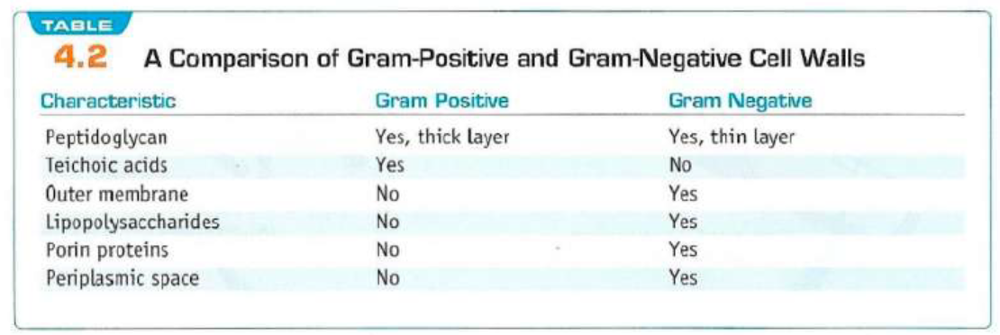 TABLE
4.2 A Comparison of Gram-Positive and Gram-Negative Cell Walls
Characteristic Gram Positive Gram Negative
Peptidoglycan Yes, thick layer Yes, thin layer
Teichoic acids Yes No
Outer membrane No Yes
Lipopolysaccharides No Yes
Porin proteins No Yes
Periplasmic space No Yes